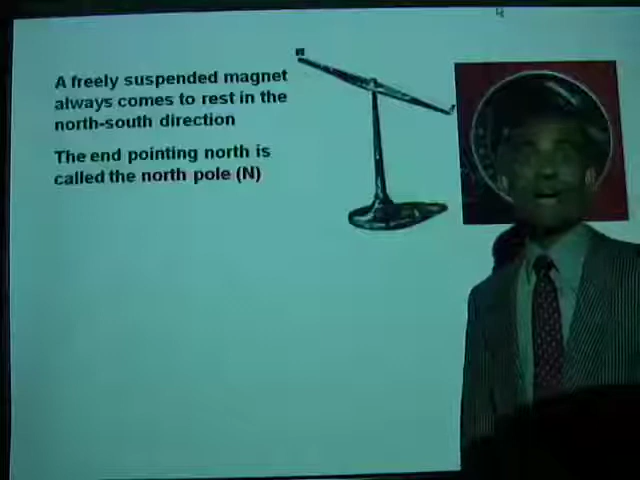 A freely suspended magnet
always comes to rest in the
north-south direction
The end pointing north is
called the north pole (N)